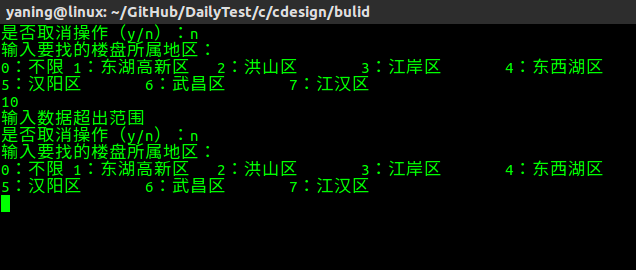 yaning@linux: ~/GitHub/DailyTest/c/cdesign/bulid
是否取消操作（y/n）：n
输入要找的楼盘所属地区：
0：不限 1：东湖高新区 2：洪山区 3：江岸区 4：东西湖区
5：汉阳区 6：武昌区 7：江汉区
10
输入数据超出范围
是否取消操作（y/n）：n
输入要找的楼盘所属地区：
0：不限 1：东湖高新区 2：洪山区 3：江岸区 4：东西湖区
5：汉阳区 6：武昌区 7：江汉区